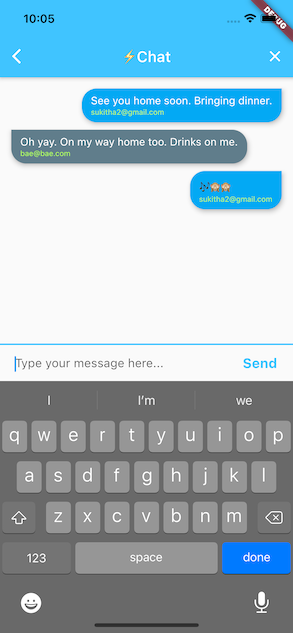 10:05
DEBUG
⚡Chat
See you home soon. Bringing dinner.
sukitha2@gmail.com
Oh yay. On my way home too. Drinks on me.
bae@bae.com
🎶🙈🙈
sukitha2@gmail.com
Type your message here...
Send
I
I'm
we
q w e r t y u i o p
a s d f g h j k l
z x c v b n m
123
space
done